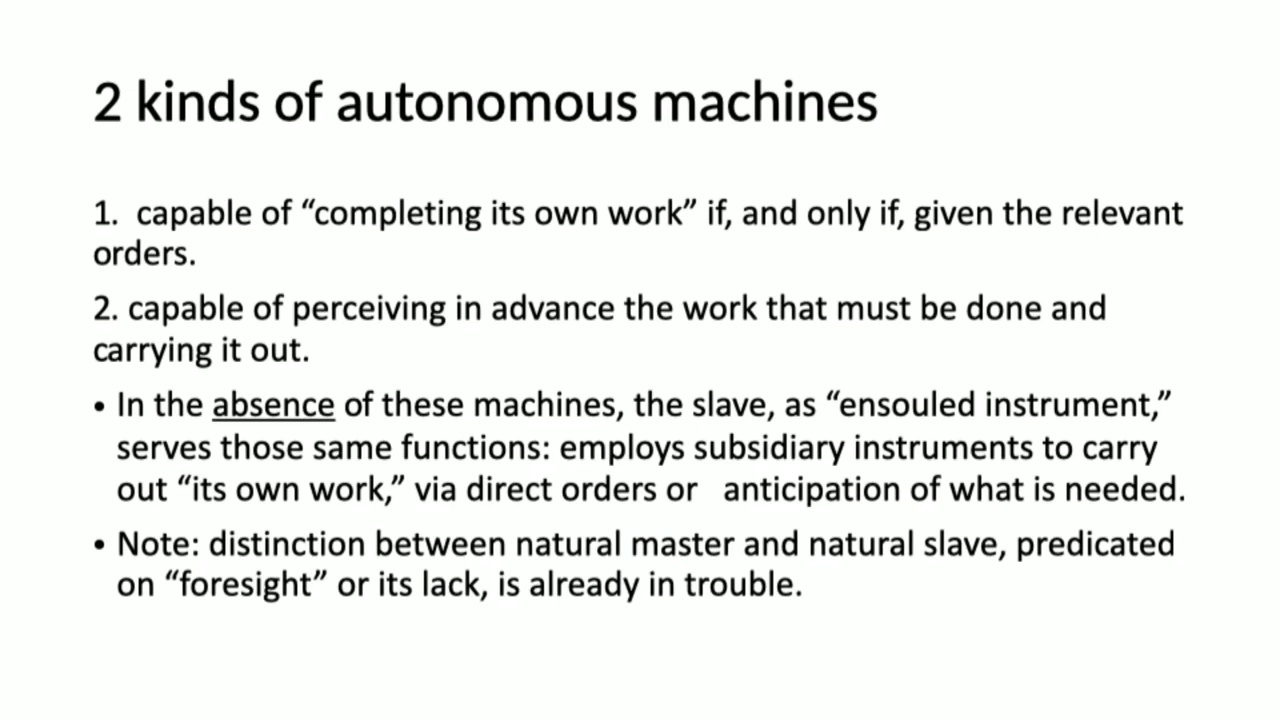 2 kinds of autonomous machines
1.  capable of “completing its own work” if, and only if, given the relevant
orders.
2. capable of perceiving in advance the work that must be done and
carrying it out.
• In the absence of these machines, the slave, as “ensouled instrument,”
serves those same functions: employs subsidiary instruments to carry
out “its own work,” via direct orders or   anticipation of what is needed.
• Note: distinction between natural master and natural slave, predicated
on “foresight” or its lack, is already in trouble.